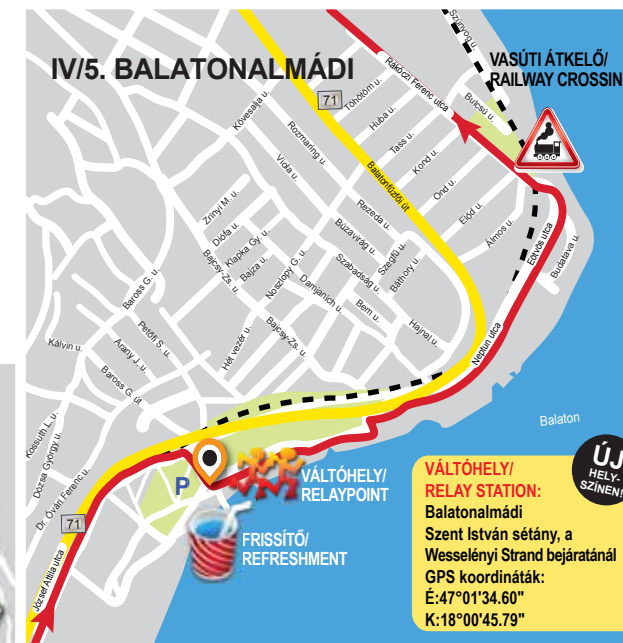 IV/5. BALATONALMÁDI
VASÚTI ÁTKELŐ/
RAILWAY CROSSIN
Szúnyog u.
Rákóczi Ferenc utca
Bulcsú u.
71
Töhötöm u.
Huba u.
Tass u.
Kond u.
Ond u.
Előd u.
Álmos u.
Kövesalja u.
Rozmaring u.
Viola u.
Balatonfűzfői út
Rezeda u.
Búzavirág u.
Szegfű u.
Szabadság u.
Báthory u.
Zrínyi M. u.
Diófa u.
Klapka Gy. u.
Bajza u.
Bajcsy-Zs. u.
Noszlopy G. u.
Damjanich u.
Bem u.
Hajnal u.
Eötvös utca
Budatava u.
Neptun utca
Baross G. u.
Petőfi S. u.
Arany J. u.
Kálvin u.
Baross G. út
Hét vezér u.
Bajcsy-Zs. u.
Kossuth L. u.
Dózsa György u.
Dr. Óvári Ferenc u.
71
József Attila utca
Balaton
P
VÁLTÓHELY/
RELAYPOINT
FRISSÍTŐ/
REFRESHMENT
VÁLTÓHELY/
RELAY STATION:
Balatonalmádi
Szent István sétány, a
Wesselényi Strand bejáratánál
GPS koordináták:
É:47°01'34.60"
K:18°00'45.79"
ÚJ
HELY-
SZÍNEN!